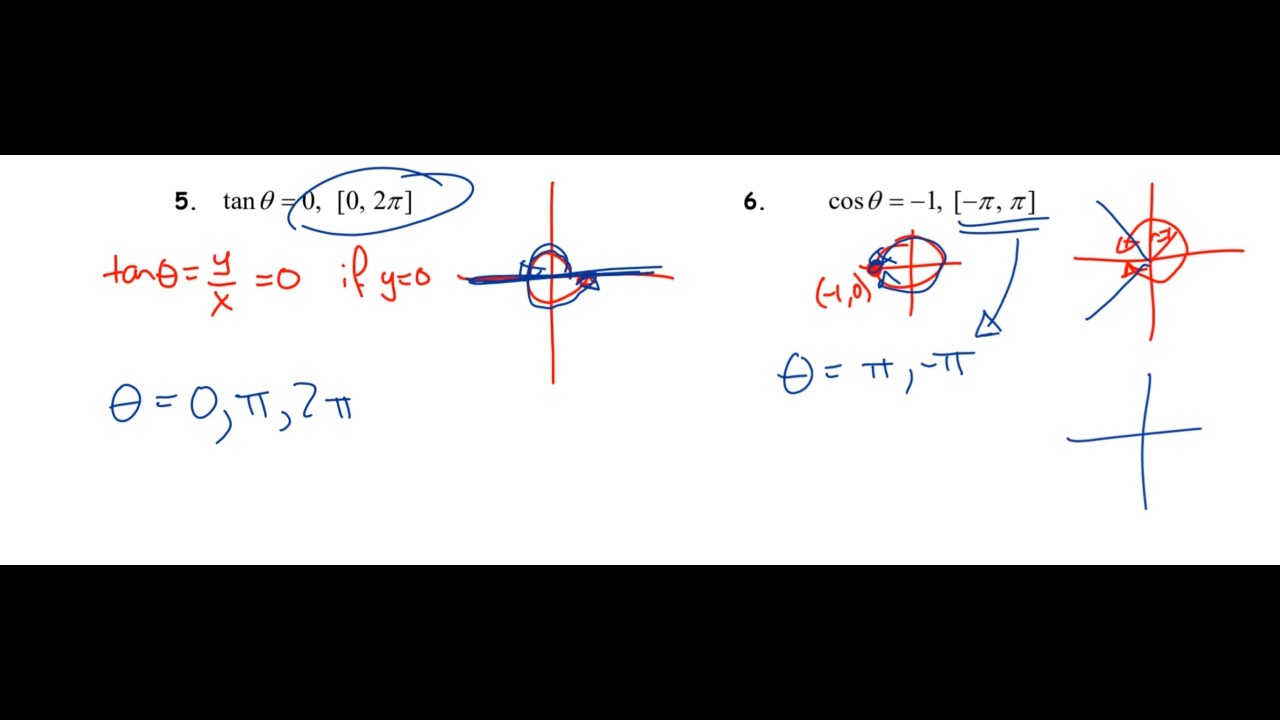 5. tan θ = 0, [0, 2π]
tanθ = y/x = 0 if y=0
θ = 0, π, 2π
6. cos θ = −1, [−π, π]
(-1,0)
θ = π, -π